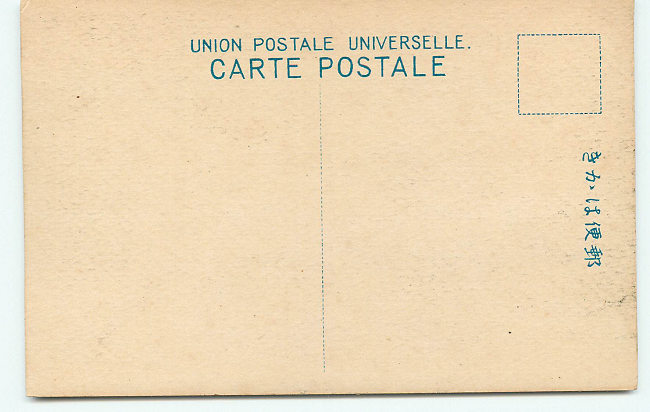 UNION POSTALE UNIVERSELLE.
CARTE POSTALE
きかは便郵